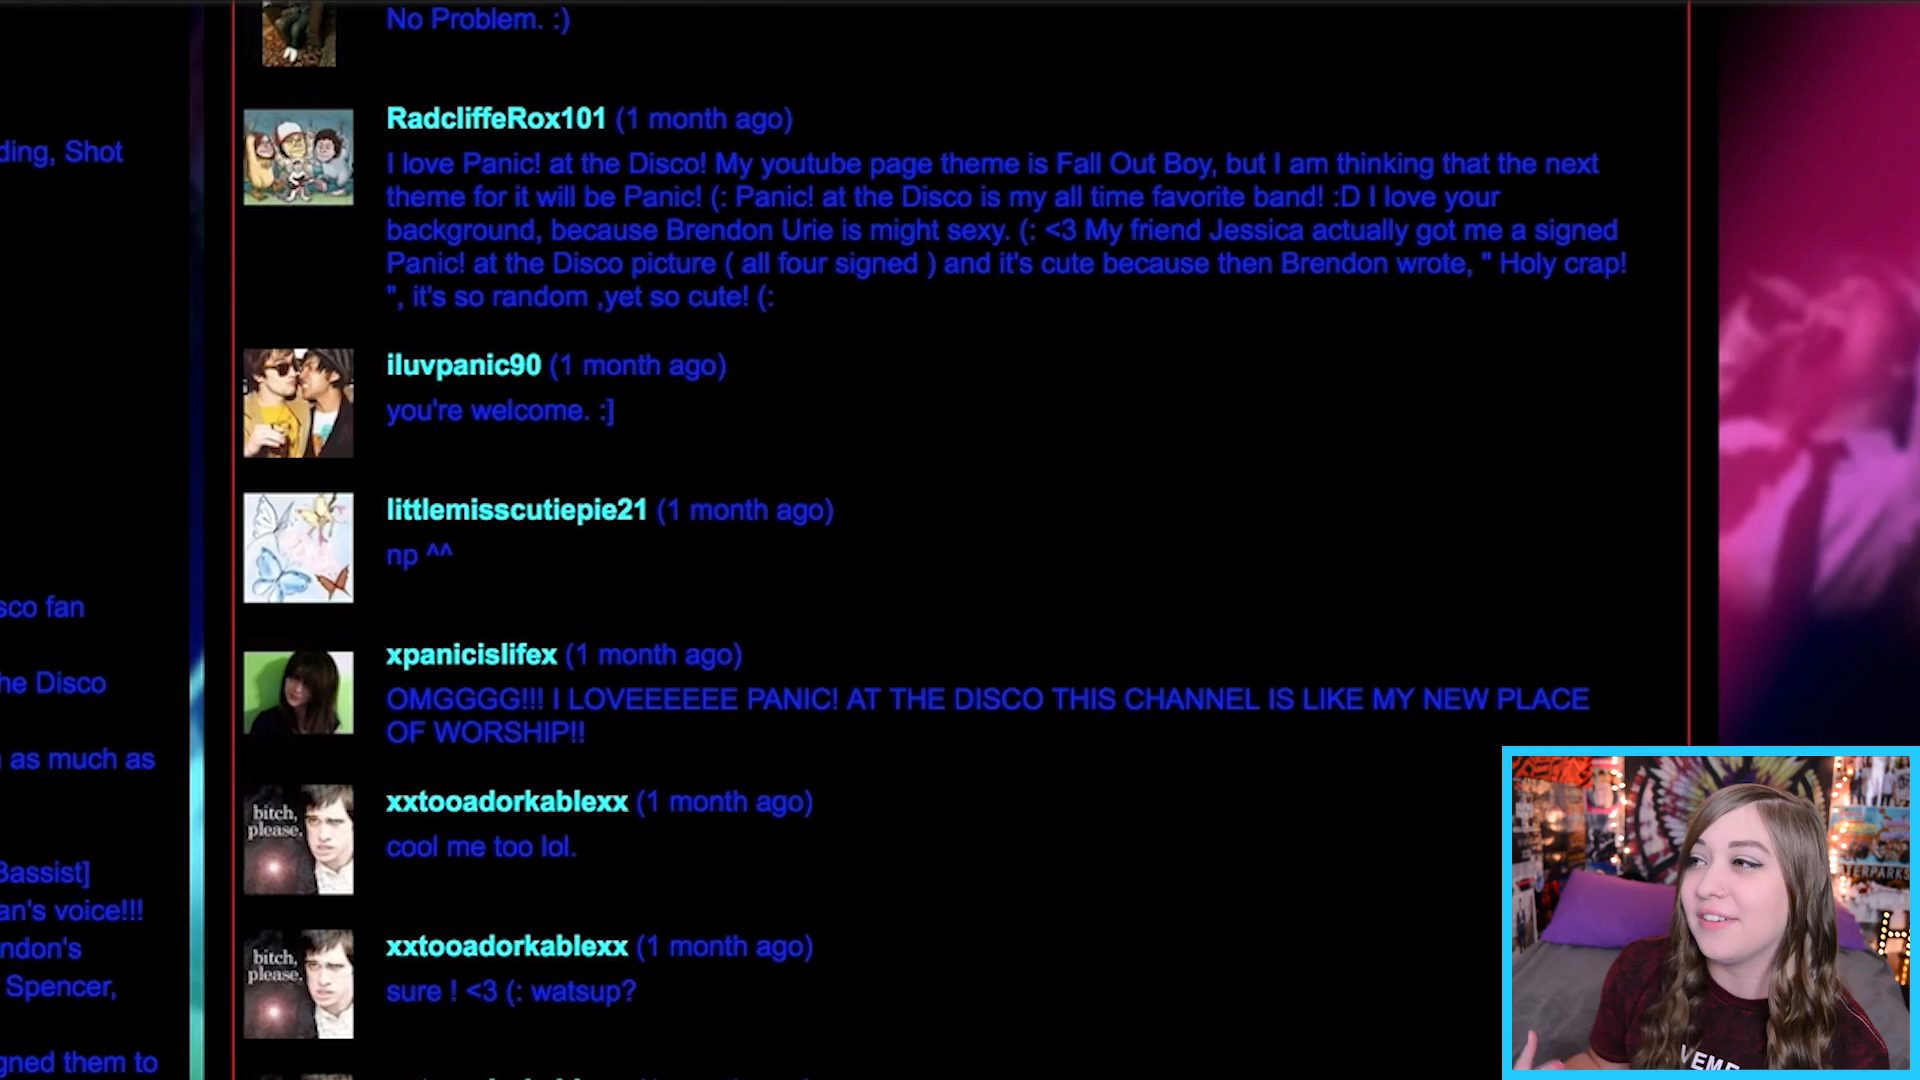 No Problem. :)
RadcliffeRox101 (1 month ago)
I love Panic! at the Disco! My youtube page theme is Fall Out Boy, but I am thinking that the next
theme for it will be Panic! (: Panic! at the Disco is my all time favorite band! :D I love your
background, because Brendon Urie is might sexy. (: <3 My friend Jessica actually got me a signed
Panic! at the Disco picture ( all four signed ) and it's cute because then Brendon wrote, " Holy crap!
", it's so random ,yet so cute! (:
iluvpanic90 (1 month ago)
you're welcome. :]
littlemisscutiepie21 (1 month ago)
np ^^
xpanicislifex (1 month ago)
OMGGGG!!! I LOVEEEEEE PANIC! AT THE DISCO THIS CHANNEL IS LIKE MY NEW PLACE
OF WORSHIP!!
bitch,
please.
xxtooadorkablexx (1 month ago)
cool me too lol.
bitch,
please.
xxtooadorkablexx (1 month ago)
sure ! <3 (: watsup?
ding, Shot
sco fan
he Disco
as much as
Bassist]
an's voice!!!
ndon's
Spencer,
gned them to
TERPARKS
H
VEME